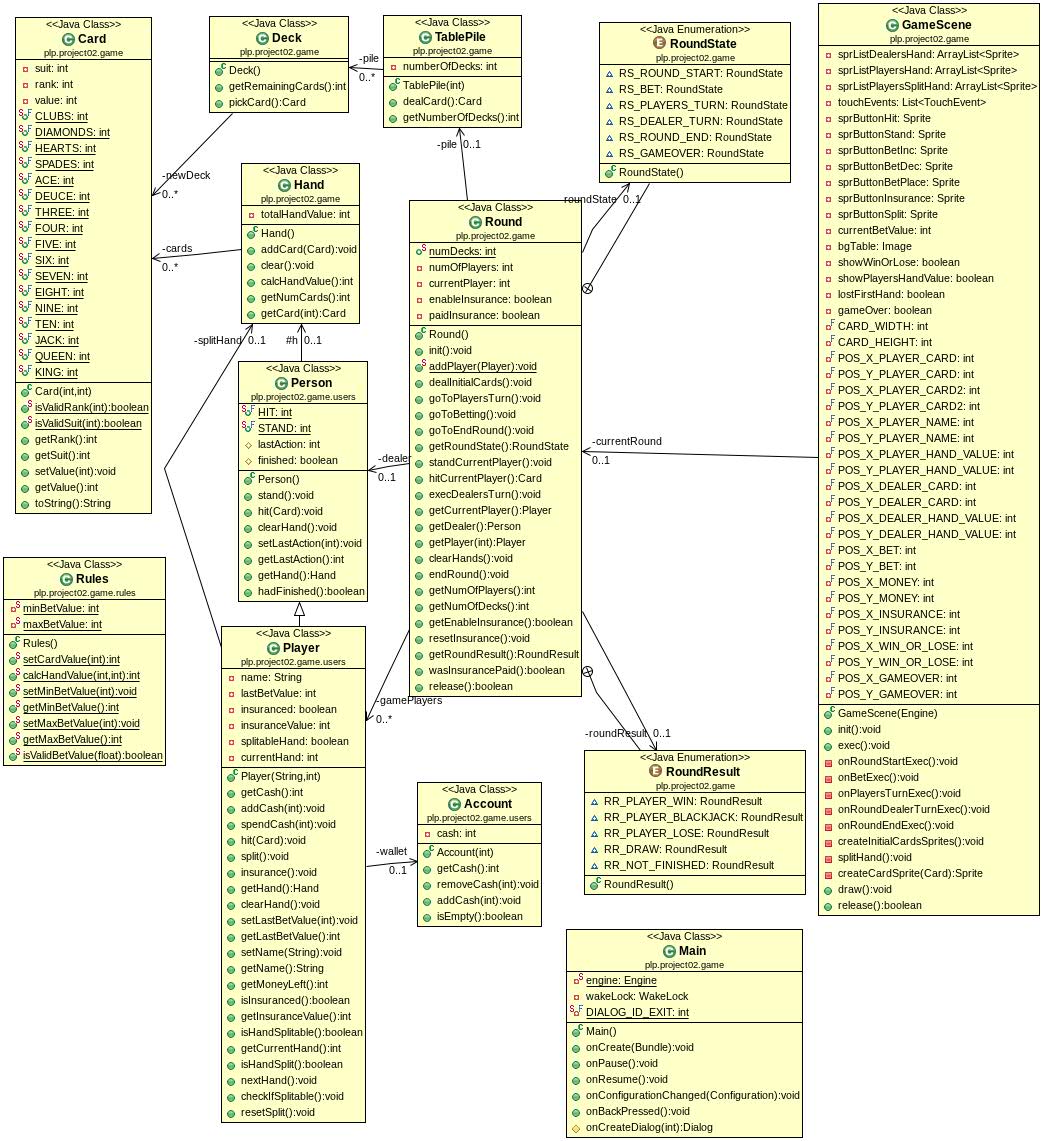 <<Java Class>>
Card
plp.project02.game
suit: int
rank: int
value: int
CLUBS: int
DIAMONDS: int
HEARTS: int
SPADES: int
ACE: int
DEUCE: int
THREE: int
FOUR: int
FIVE: int
SIX: int
SEVEN: int
EIGHT: int
NINE: int
TEN: int
JACK: int
QUEEN: int
KING: int
Card(int,int)
isValidRank(int):boolean
isValidSuit(int):boolean
getRank():int
getSuit():int
setValue(int):void
getValue():int
toString():String
<<Java Class>>
Deck
plp.project02.game
Deck()
getRemainingCards():int
pickCard():Card
-newDeck
0..*
-pile
0..*
<<Java Class>>
TablePile
plp.project02.game
numberOfDecks: int
TablePile(int)
dealCard():Card
getNumberOfDecks():int
-pile 0..1
<<Java Enumeration>>
RoundState
plp.project02.game
RS_ROUND_START: RoundState
RS_BET: RoundState
RS_PLAYERS_TURN: RoundState
RS_DEALER_TURN: RoundState
RS_ROUND_END: RoundState
RS_GAMEOVER: RoundState
RoundState()
roundState 0..1
<<Java Class>>
GameScene
plp.project02.game
sprListDealersHand: ArrayList<Sprite>
sprListPlayersHand: ArrayList<Sprite>
sprListPlayersSplitHand: ArrayList<Sprite>
touchEvents: List<TouchEvent>
sprButtonHit: Sprite
sprButtonStand: Sprite
sprButtonBetInc: Sprite
sprButtonBetDec: Sprite
sprButtonBetPlace: Sprite
sprButtonInsurance: Sprite
sprButtonSplit: Sprite
currentBetValue: int
bgTable: Image
showWinOrLose: boolean
showPlayersHandValue: boolean
lostFirstHand: boolean
gameOver: boolean
CARD_WIDTH: int
CARD_HEIGHT: int
POS_X_PLAYER_CARD: int
POS_Y_PLAYER_CARD: int
POS_X_PLAYER_CARD2: int
POS_Y_PLAYER_CARD2: int
POS_X_PLAYER_NAME: int
POS_Y_PLAYER_NAME: int
POS_X_PLAYER_HAND_VALUE: int
POS_Y_PLAYER_HAND_VALUE: int
POS_X_DEALER_CARD: int
POS_Y_DEALER_CARD: int
POS_X_DEALER_HAND_VALUE: int
POS_Y_DEALER_HAND_VALUE: int
POS_X_BET: int
POS_Y_BET: int
POS_X_MONEY: int
POS_Y_MONEY: int
POS_X_INSURANCE: int
POS_Y_INSURANCE: int
POS_X_WIN_OR_LOSE: int
POS_Y_WIN_OR_LOSE: int
POS_X_GAMEOVER: int
POS_Y_GAMEOVER: int
GameScene(Engine)
init():void
exec():void
onRoundStartExec():void
onBetExec():void
onPlayersTurnExec():void
onRoundDealerTurnExec():void
onRoundEndExec():void
createInitialCardsSprites():void
splitHand():void
createCardSprite(Card):Sprite
draw():void
release():boolean
<<Java Class>>
Hand
plp.project02.game
totalHandValue: int
Hand()
addCard(Card):void
clear():void
calcHandValue():int
getNumCards():int
getCard(int):Card
-cards
0..*
-splitHand 0..1
#h 0..1
<<Java Class>>
Round
plp.project02.game
numDecks: int
numOfPlayers: int
currentPlayer: int
enableInsurance: boolean
paidInsurance: boolean
Round()
init():void
addPlayer(Player):void
dealInitialCards():void
goToPlayersTurn():void
goToBetting():void
goToEndRound():void
getRoundState():RoundState
standCurrentPlayer():void
hitCurrentPlayer():Card
execDealersTurn():void
getCurrentPlayer():Player
getDealer():Person
getPlayer(int):Player
clearHands():void
endRound():void
getNumOfPlayers():int
getNumOfDecks():int
getEnableInsurance():boolean
resetInsurance():void
getRoundResult():RoundResult
wasInsurancePaid():boolean
release():boolean
-currentRound
0..1
<<Java Class>>
Person
plp.project02.game.users
HIT: int
STAND: int
lastAction: int
finished: boolean
Person()
stand():void
hit(Card):void
clearHand():void
setLastAction(int):void
getLastAction():int
getHand():Hand
hadFinished():boolean
-dealer
0..1
<<Java Class>>
Rules
plp.project02.game.rules
minBetValue: int
maxBetValue: int
Rules()
setCardValue(int):int
calcHandValue(int,int):int
setMinBetValue(int):void
getMinBetValue():int
setMaxBetValue(int):void
getMaxBetValue():int
isValidBetValue(float):boolean
<<Java Class>>
Player
plp.project02.game.users
name: String
lastBetValue: int
insuranced: boolean
insuranceValue: int
splitableHand: boolean
currentHand: int
Player(String,int)
getCash():int
addCash(int):void
spendCash(int):void
hit(Card):void
split():void
insurance():void
getHand():Hand
clearHand():void
setLastBetValue(int):void
getLastBetValue():int
setName(String):void
getName():String
getMoneyLeft():int
isInsuranced():boolean
getInsuranceValue():int
isHandSplitable():boolean
getCurrentHand():int
isHandSplit():boolean
nextHand():void
checkIfSplitable():void
resetSplit():void
-gamePlayers
0..*
-wallet
0..1
<<Java Class>>
Account
plp.project02.game.users
cash: int
Account(int)
getCash():int
removeCash(int):void
addCash(int):void
isEmpty():boolean
-roundResult 0..1
<<Java Enumeration>>
RoundResult
plp.project02.game
RR_PLAYER_WIN: RoundResult
RR_PLAYER_BLACKJACK: RoundResult
RR_PLAYER_LOSE: RoundResult
RR_DRAW: RoundResult
RR_NOT_FINISHED: RoundResult
RoundResult()
<<Java Class>>
Main
plp.project02.game
engine: Engine
wakeLock: WakeLock
DIALOG_ID_EXIT: int
Main()
onCreate(Bundle):void
onPause():void
onResume():void
onConfigurationChanged(Configuration):void
onBackPressed():void
onCreateDialog(int):Dialog